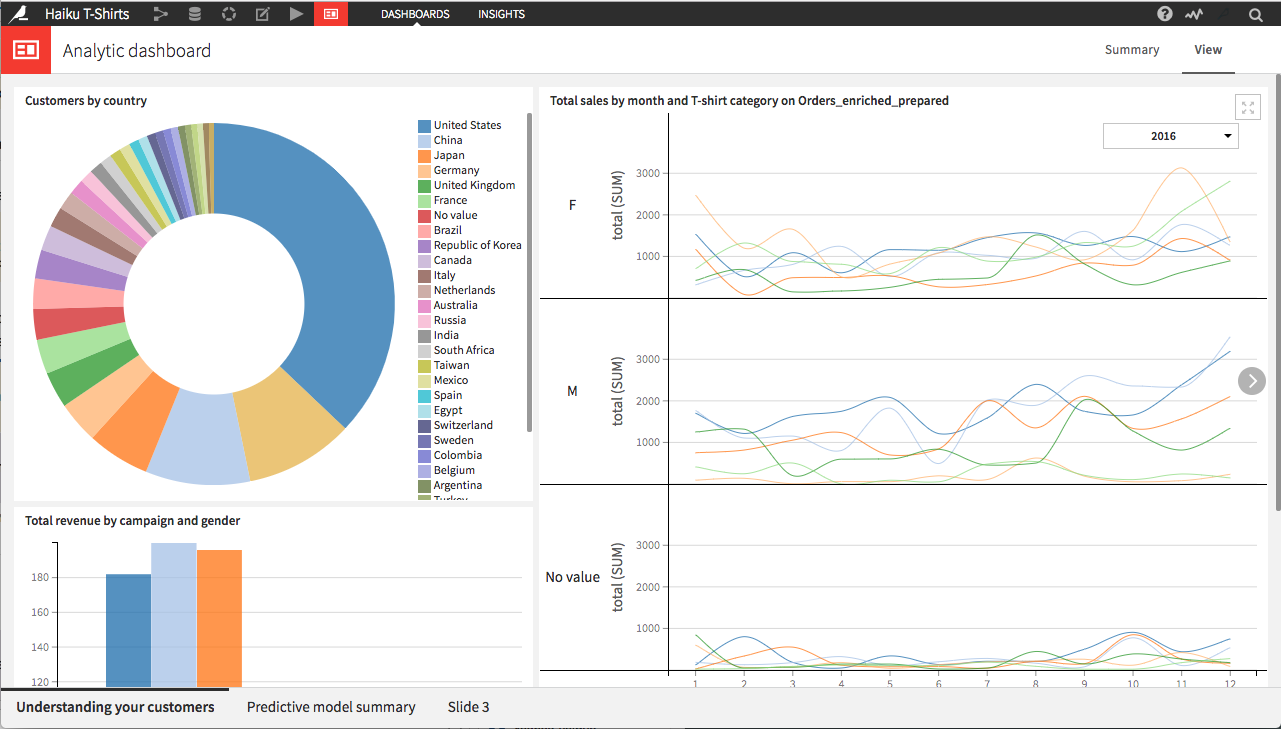 Haiku T-Shirts
DASHBOARDS
INSIGHTS
Analytic dashboard
Summary
View
Customers by country
United States
China
Japan
Germany
United Kingdom
France
No value
Brazil
Republic of Korea
Canada
Italy
Netherlands
Australia
Russia
India
South Africa
Taiwan
Mexico
Spain
Egypt
Switzerland
Sweden
Colombia
Belgium
Argentina
Turkey
Total revenue by campaign and gender
180
160
140
120
Total sales by month and T-shirt category on Orders_enriched_prepared
2016
F
total (SUM)
3000
2000
1000
M
total (SUM)
3000
2000
1000
No value
total (SUM)
3000
2000
1000
1 2 3 4 5 6 7 8 9 10 11 12
Understanding your customers
Predictive model summary
Slide 3